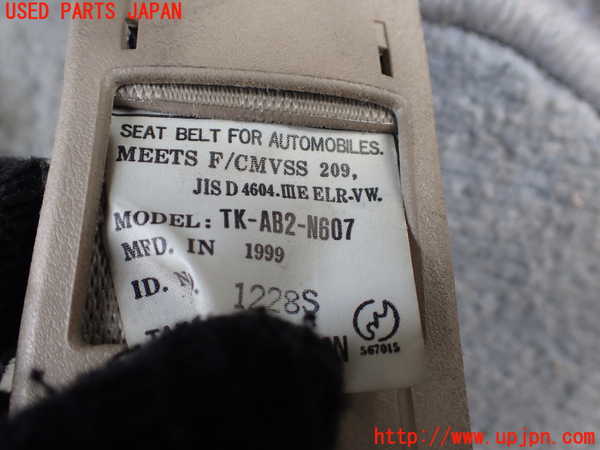 USED PARTS JAPAN
SEAT BELT FOR AUTOMOBILES.
MEETS F/CMVSS 209,
JIS D 4604.ⅢE ELR-VW.
MODEL: TK-AB2-N607
MFD. IN 1999
ID. N. 1228S
567015
http://www.upjpn.com/